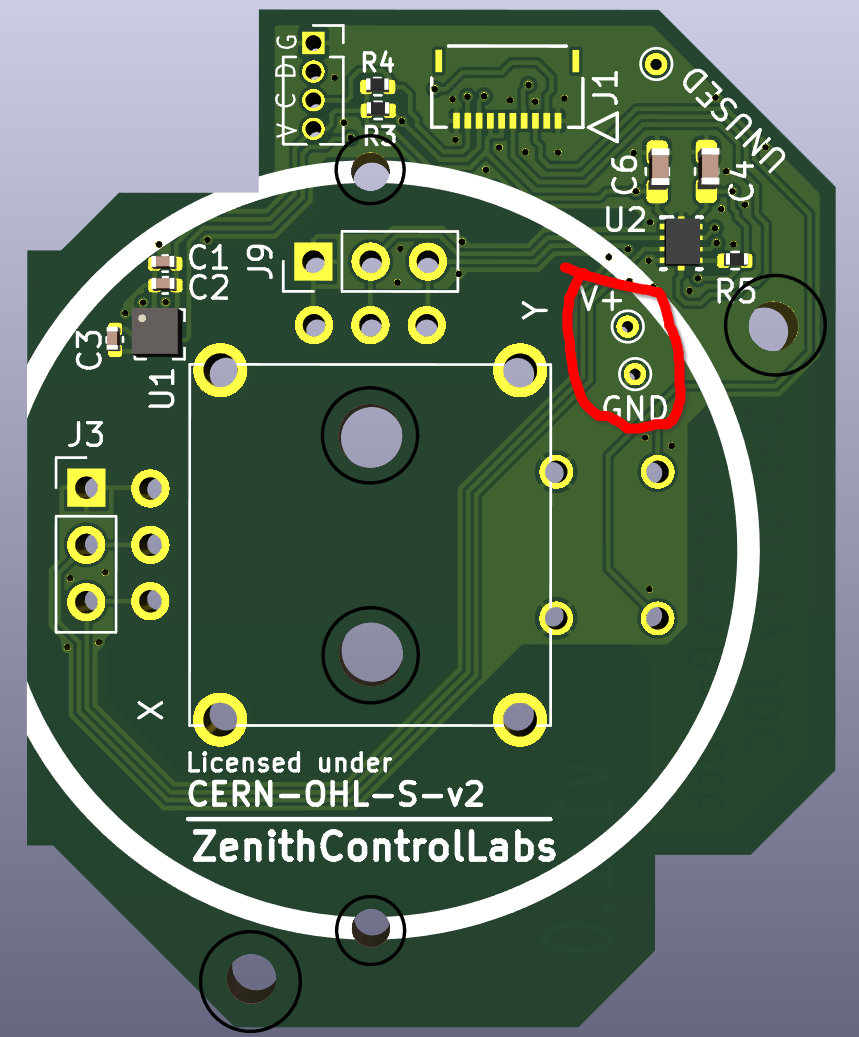 G
D
C
V
R4
R3
J1
UNUSED
C6
C4
U2
R5
C1
C2
C3
U1
J9
Y
V+
GND
J3
X
Licensed under
CERN-OHL-S-v2
ZenithControlLabs